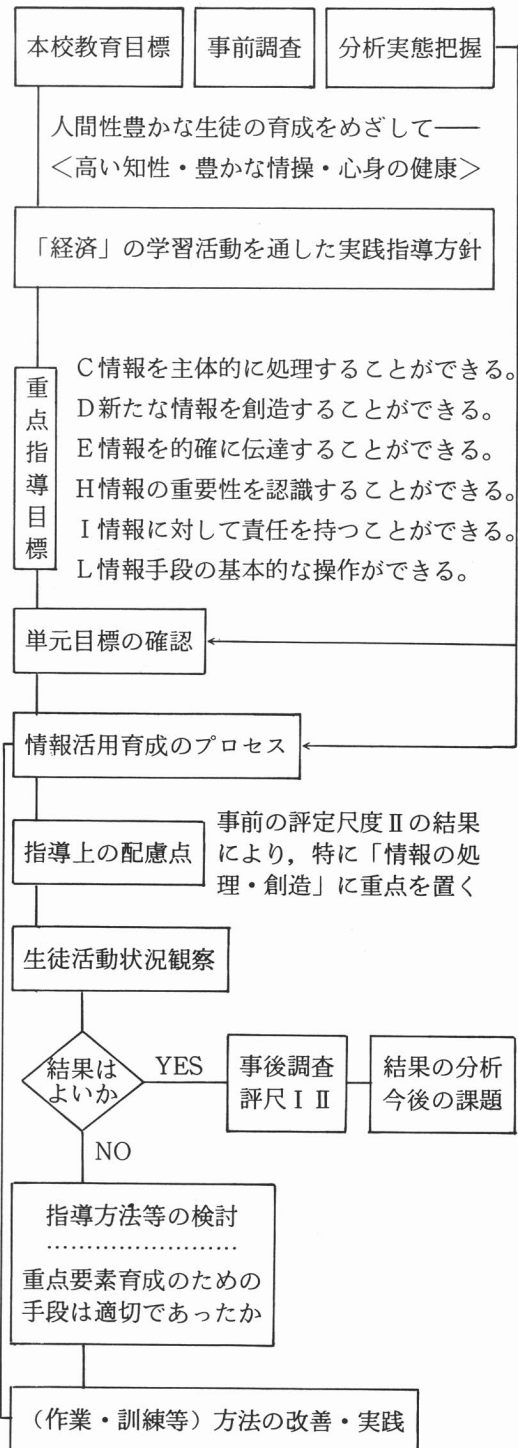 本校教育目標 事前調査 分析実態把握
人間性豊かな生徒の育成をめざして——
＜高い知性・豊かな情操・心身の健康＞
「経済」の学習活動を通した実践指導方針
重点指導目標
C情報を主体的に処理することができる。
D新たな情報を創造することができる。
E情報を的確に伝達することができる。
H情報の重要性を認識することができる。
I情報に対して責任を持つことができる。
L情報手段の基本的な操作ができる。
単元目標の確認
情報活用育成のプロセス
指導上の配慮点
事前の評定尺度Ⅱの結果
により，特に「情報の処
理・創造」に重点を置く
生徒活動状況観察
結果は
よいか
YES
事後調査
評尺ⅠⅡ
結果の分析
今後の課題
NO
指導方法等の検討
……………………
重点要素育成のための
手段は適切であったか
（作業・訓練等）方法の改善・実践